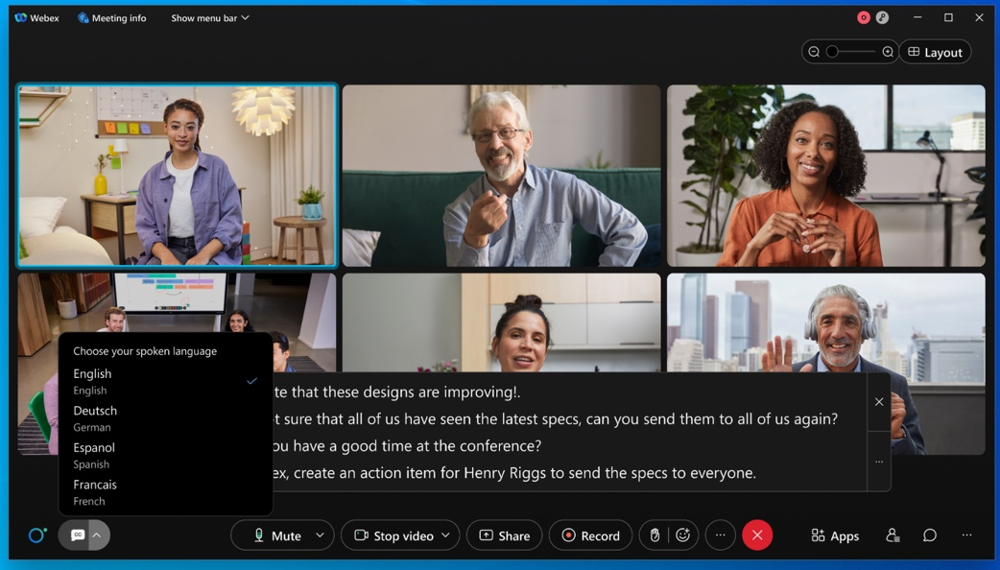 Webex
Meeting info
Show menu bar
Layout
Choose your spoken language
English
English
Deutsch
German
Espanol
Spanish
Francais
French
that these designs are improving!.
sure that all of us have seen the latest specs, can you send them to all of us again?
have a good time at the conference?
create an action item for Henry Riggs to send the specs to everyone.
CC
Mute
Stop video
Share
Record
Apps